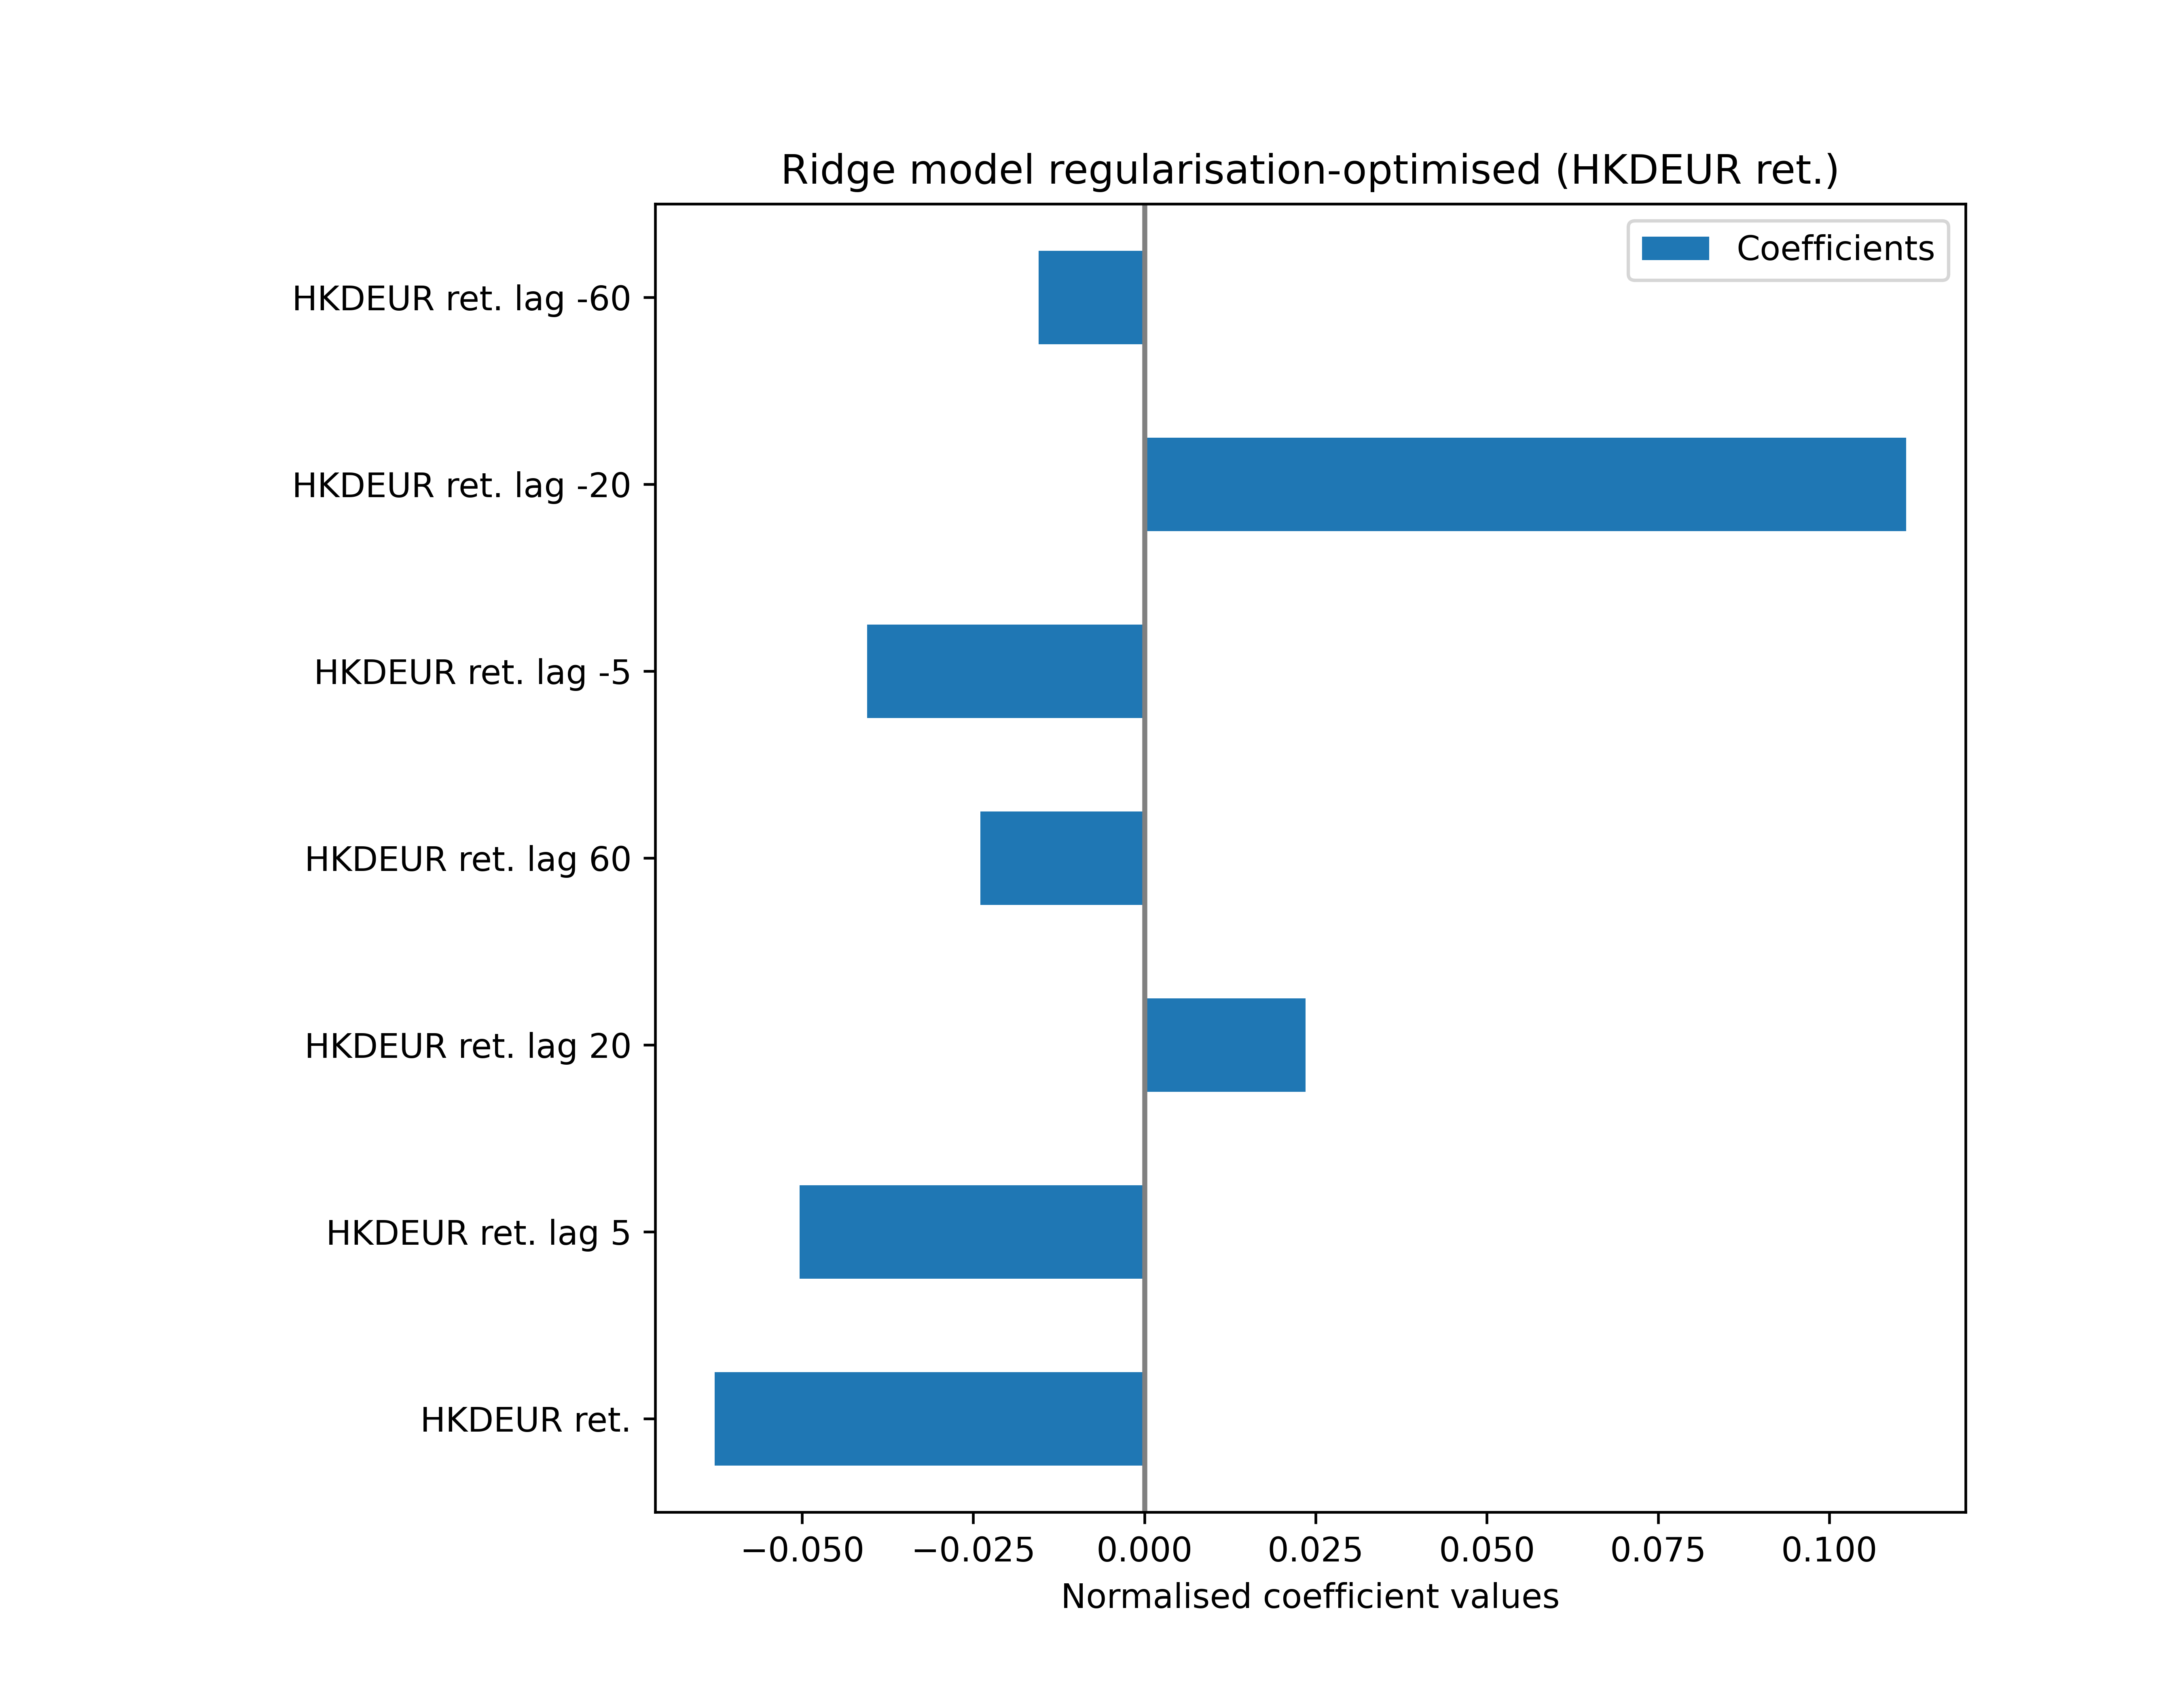 Ridge model regularisation-optimised (HKDEUR ret.)
Coefficients
HKDEUR ret. lag -60
HKDEUR ret. lag -20
HKDEUR ret. lag -5
HKDEUR ret. lag 60
HKDEUR ret. lag 20
HKDEUR ret. lag 5
HKDEUR ret.
−0.050 −0.025 0.000 0.025 0.050 0.075 0.100
Normalised coefficient values